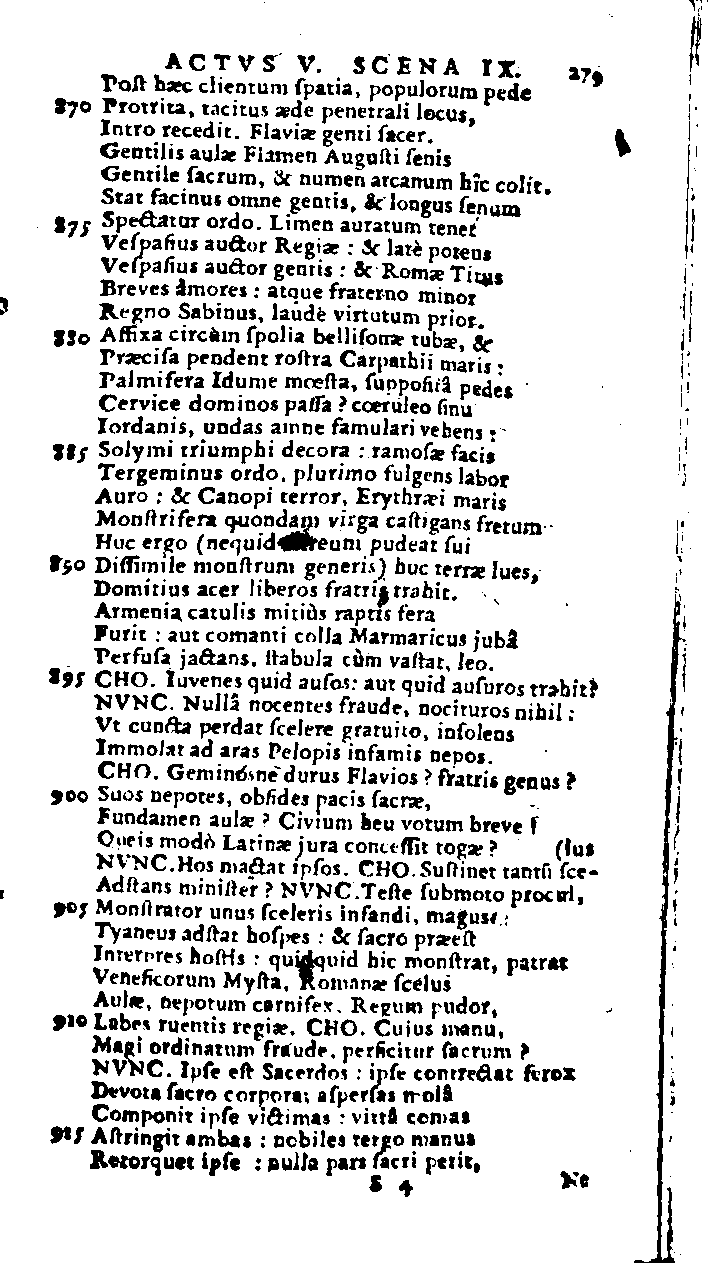 ACTVS V. SCENA IX. 279
Poſt hæc clientum ſpatia, populorum pede
870 Protrita, tacitus æde penetrali locus,
Intro recedit. Flaviæ genti ſacer.
Gentilis aulæ Flamen Auguſti ſenis
Gentile ſacrum, & numen arcanum hîc colit.
Stat facinus omne gentis, & longus ſenum
875 Spectatur ordo. Limen auratum tenet
Veſpaſius auctor Regiæ : & latè potens
Veſpaſius auctor gentis : & Romæ Titus
Breves amores : atque fraterno minor
Regno Sabinus, laude virtutum prior.
880 Affixa circùm ſpolia belliſonæ tubæ, &
Præciſa pendent roſtra Carpathii maris :
Palmifera Idume mœſta, ſuppoſitâ pedes
Cervice dominos paſſa ? cœruleo ſinu
Iordanis, undas amne famulari vehens :
885 Solymi triumphi decora : ramoſæ facis
Tergeminus ordo, plurimo fulgens labor
Auro : & Canopi terror, Erythræi maris
Monſtrifera quondam virga caſtigans fretum
Huc ergo (nequid reum pudeat ſui
850 Diſſimile monſtrum generis) huc terræ lues,
Domitius acer liberos fratris trahit.
Armenia catulis mitiùs raptis fera
Furit : aut comanti colla Marmaricus jubâ
Perfuſa jactans, ſtabula cùm vaſtat, leo.
895 CHO. Iuvenes quid auſos: aut quid auſuros trahit?
NVNC. Nullâ nocentes fraude, nocituros nihil :
Vt cuncta perdat ſcelere gratuito, inſolens
Immolat ad aras Pelopis infamis nepos.
CHO. Geminósne durus Flavios ? fratris genus ?
900 Suos nepotes, obſides pacis ſacræ,
Fundamen aulæ ? Civium heu votum breve !
Queis modò Latinæ jura conceſſit togæ ? (lus
NVNC. Hos mactat ipſos. CHO. Suſtinet tanti ſce-
Adſtans miniſter ? NVNC. Teſte ſubmoto procul,
905 Monſtrator unus ſceleris infandi, magus :
Tyaneus adſtat hoſpes : & ſacro præeſt
Interpres hoſtis : quidquid hic monſtrat, patrat
Veneficorum Myſta, Romanæ ſcelus
Aulæ, nepotum carnifex. Regum pudor,
910 Labes ruentis regiæ. CHO. Cuius manu,
Magi ordinatum fraude, perficitur ſacrum ?
NVNC. Ipſe eſt Sacerdos : ipſe contrectat ferox
Devota ſacro corpora; aſperſas molâ
Componit ipſe victimas : vittâ comas
915 Aſtringit ambas : nobiles tergo manus
Retorquet ipſe : nulla pars ſacri perit,
S 4 Ne